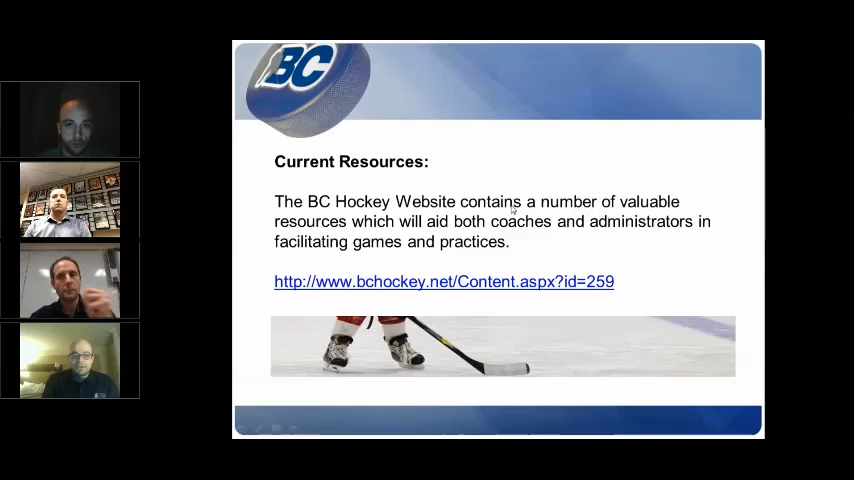 BC
Current Resources:
The BC Hockey Website contains a number of valuable
resources which will aid both coaches and administrators in
facilitating games and practices.
http://www.bchockey.net/Content.aspx?id=259